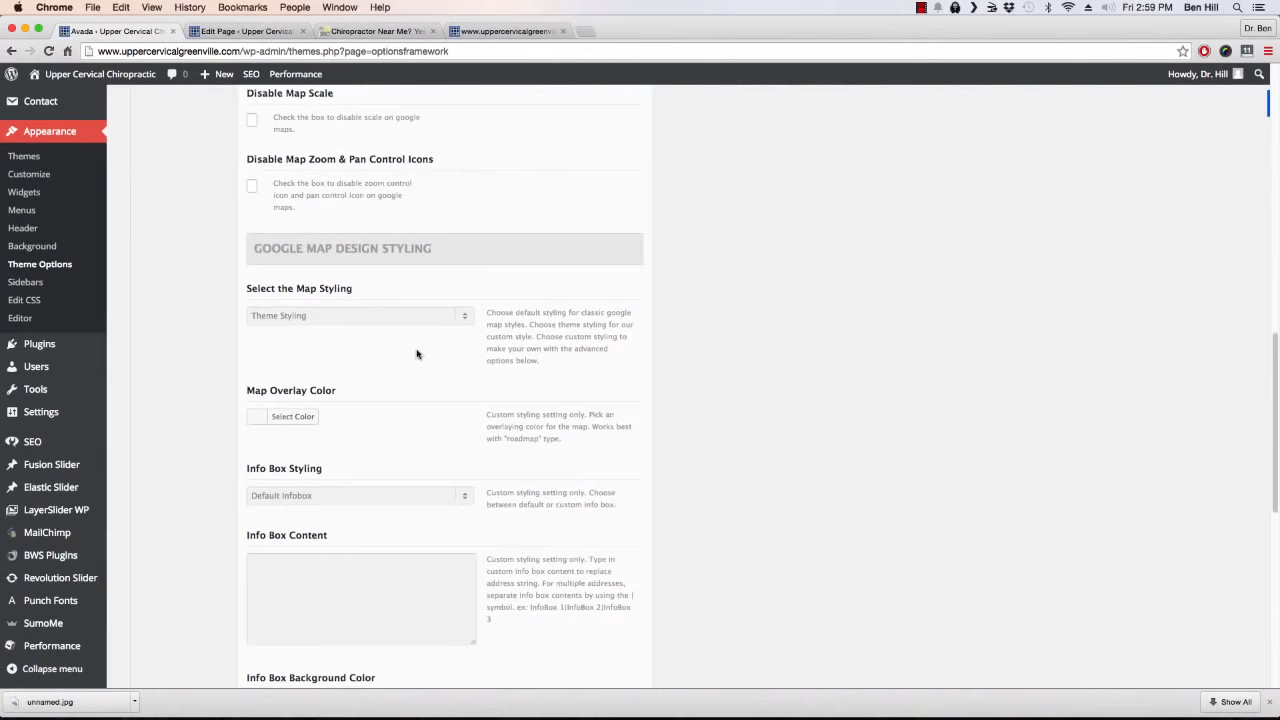 Chrome File Edit View History Bookmarks People Window Help Fri 2:59 PM Ben Hill
Avada - Upper Cervical Ch Edit Page ‹ Upper Cervical Chiropractor Near Me? Yes www.uppercervicalgreenvill Dr. Ben
www.uppercervicalgreenville.com/wp-admin/themes.php?page=optionsframework
Upper Cervical Chiropractic 0 New SEO Performance Howdy, Dr. Hill
Contact
Appearance
Themes
Customize
Widgets
Menus
Header
Background
Theme Options
Sidebars
Edit CSS
Editor
Plugins
Users
Tools
Settings
SEO
Fusion Slider
Elastic Slider
LayerSlider WP
MailChimp
BWS Plugins
Revolution Slider
Punch Fonts
SumoMe
Performance
Collapse menu
Disable Map Scale
Check the box to disable scale on google
maps.
Disable Map Zoom & Pan Control Icons
Check the box to disable zoom control
icon and pan control icon on google
maps.
GOOGLE MAP DESIGN STYLING
Select the Map Styling
Theme Styling
Choose default styling for classic google
map styles. Choose theme styling for our
custom style. Choose custom styling to
make your own with the advanced
options below.
Map Overlay Color
Select Color
Custom styling setting only. Pick an
overlaying color for the map. Works best
with "roadmap" type.
Info Box Styling
Default Infobox
Custom styling setting only. Choose
between default or custom info box.
Info Box Content
Custom styling setting only. Type in
custom info box content to replace
address string. For multiple addresses,
separate info box contents by using the |
symbol. ex: InfoBox 1|InfoBox 2|InfoBox
3
Info Box Background Color
unnamed.jpg
Show All